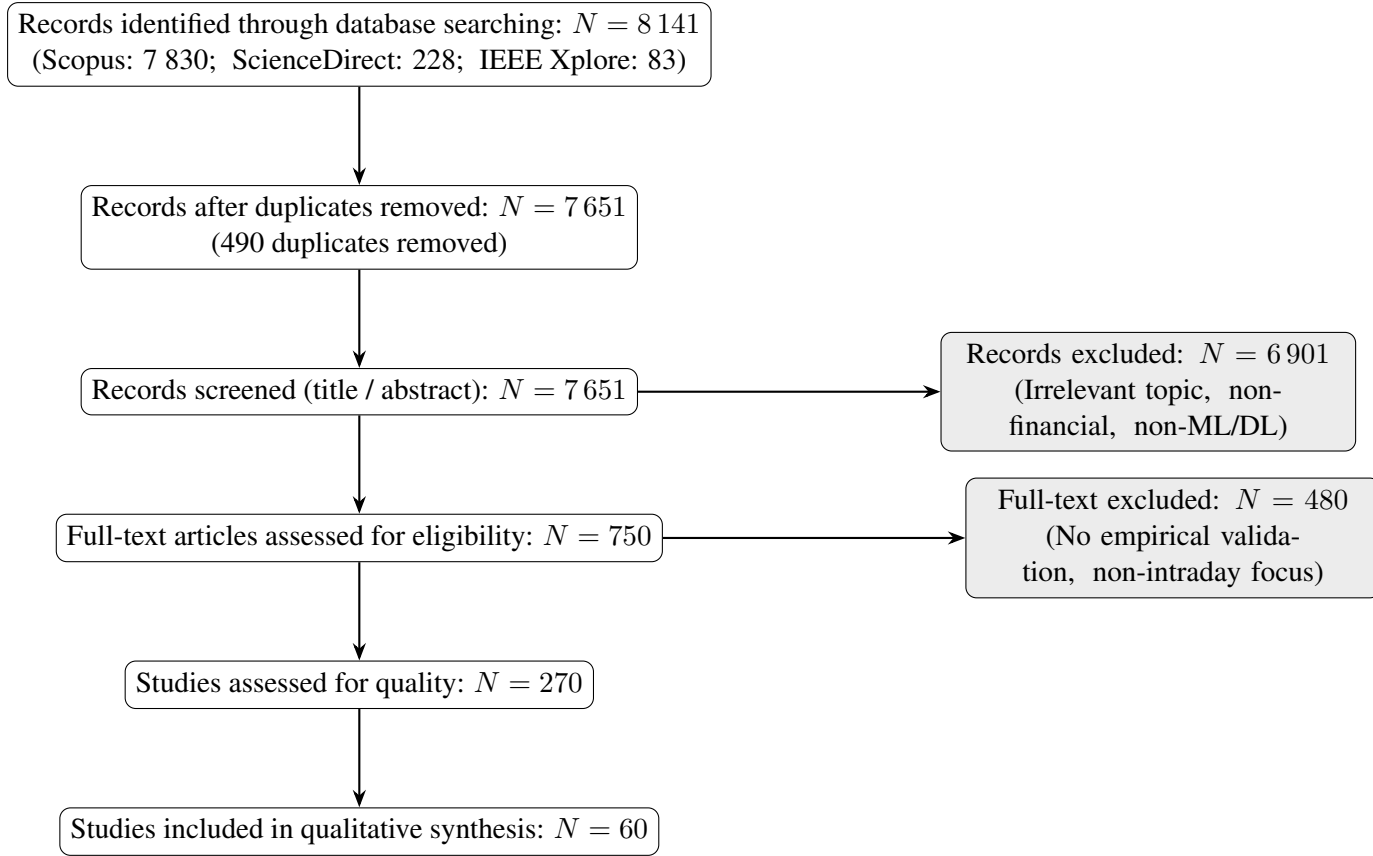 Records identified through database searching: N = 8 141
(Scopus: 7 830; ScienceDirect: 228; IEEE Xplore: 83)
Records after duplicates removed: N = 7 651
(490 duplicates removed)
Records screened (title / abstract): N = 7 651
Records excluded: N = 6 901
(Irrelevant topic, non-
financial, non-ML/DL)
Full-text articles assessed for eligibility: N = 750
Full-text excluded: N = 480
(No empirical valida-
tion, non-intraday focus)
Studies assessed for quality: N = 270
Studies included in qualitative synthesis: N = 60